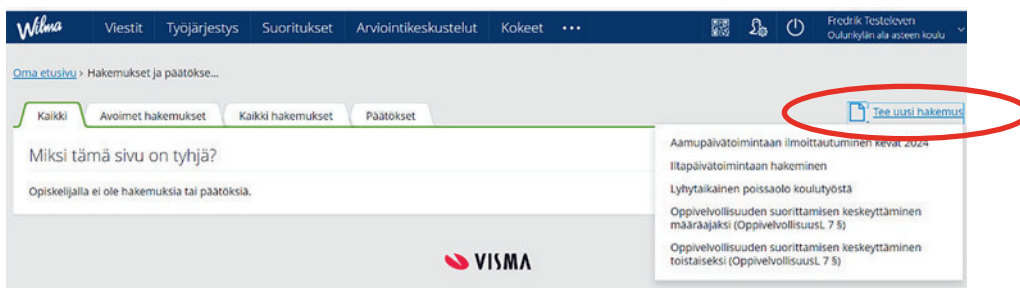 Wilma Viestit Työjärjestys Suoritukset Arviointikeskustelut Kokeet ••• Fredrik Testeleven
Oulunkylän ala asteen koulu
Oma etusivu › Hakemukset ja päätökse...
Kaikki Avoimet hakemukset Kaikki hakemukset Päätökset Tee uusi hakemus
Miksi tämä sivu on tyhjä?
Opiskelijalla ei ole hakemuksia tai päätöksiä.
Aamupäivätoimintaan ilmoittautuminen kevät 2024
Iltapäivätoimintaan hakeminen
Lyhytaikainen poissaolo koulutyöstä
Oppivelvollisuuden suorittamisen keskeyttäminen
määräajaksi (OppivelvollisuusL 7 §)
Oppivelvollisuuden suorittamisen keskeyttäminen
toistaiseksi (OppivelvollisuusL 7 §)
VISMA